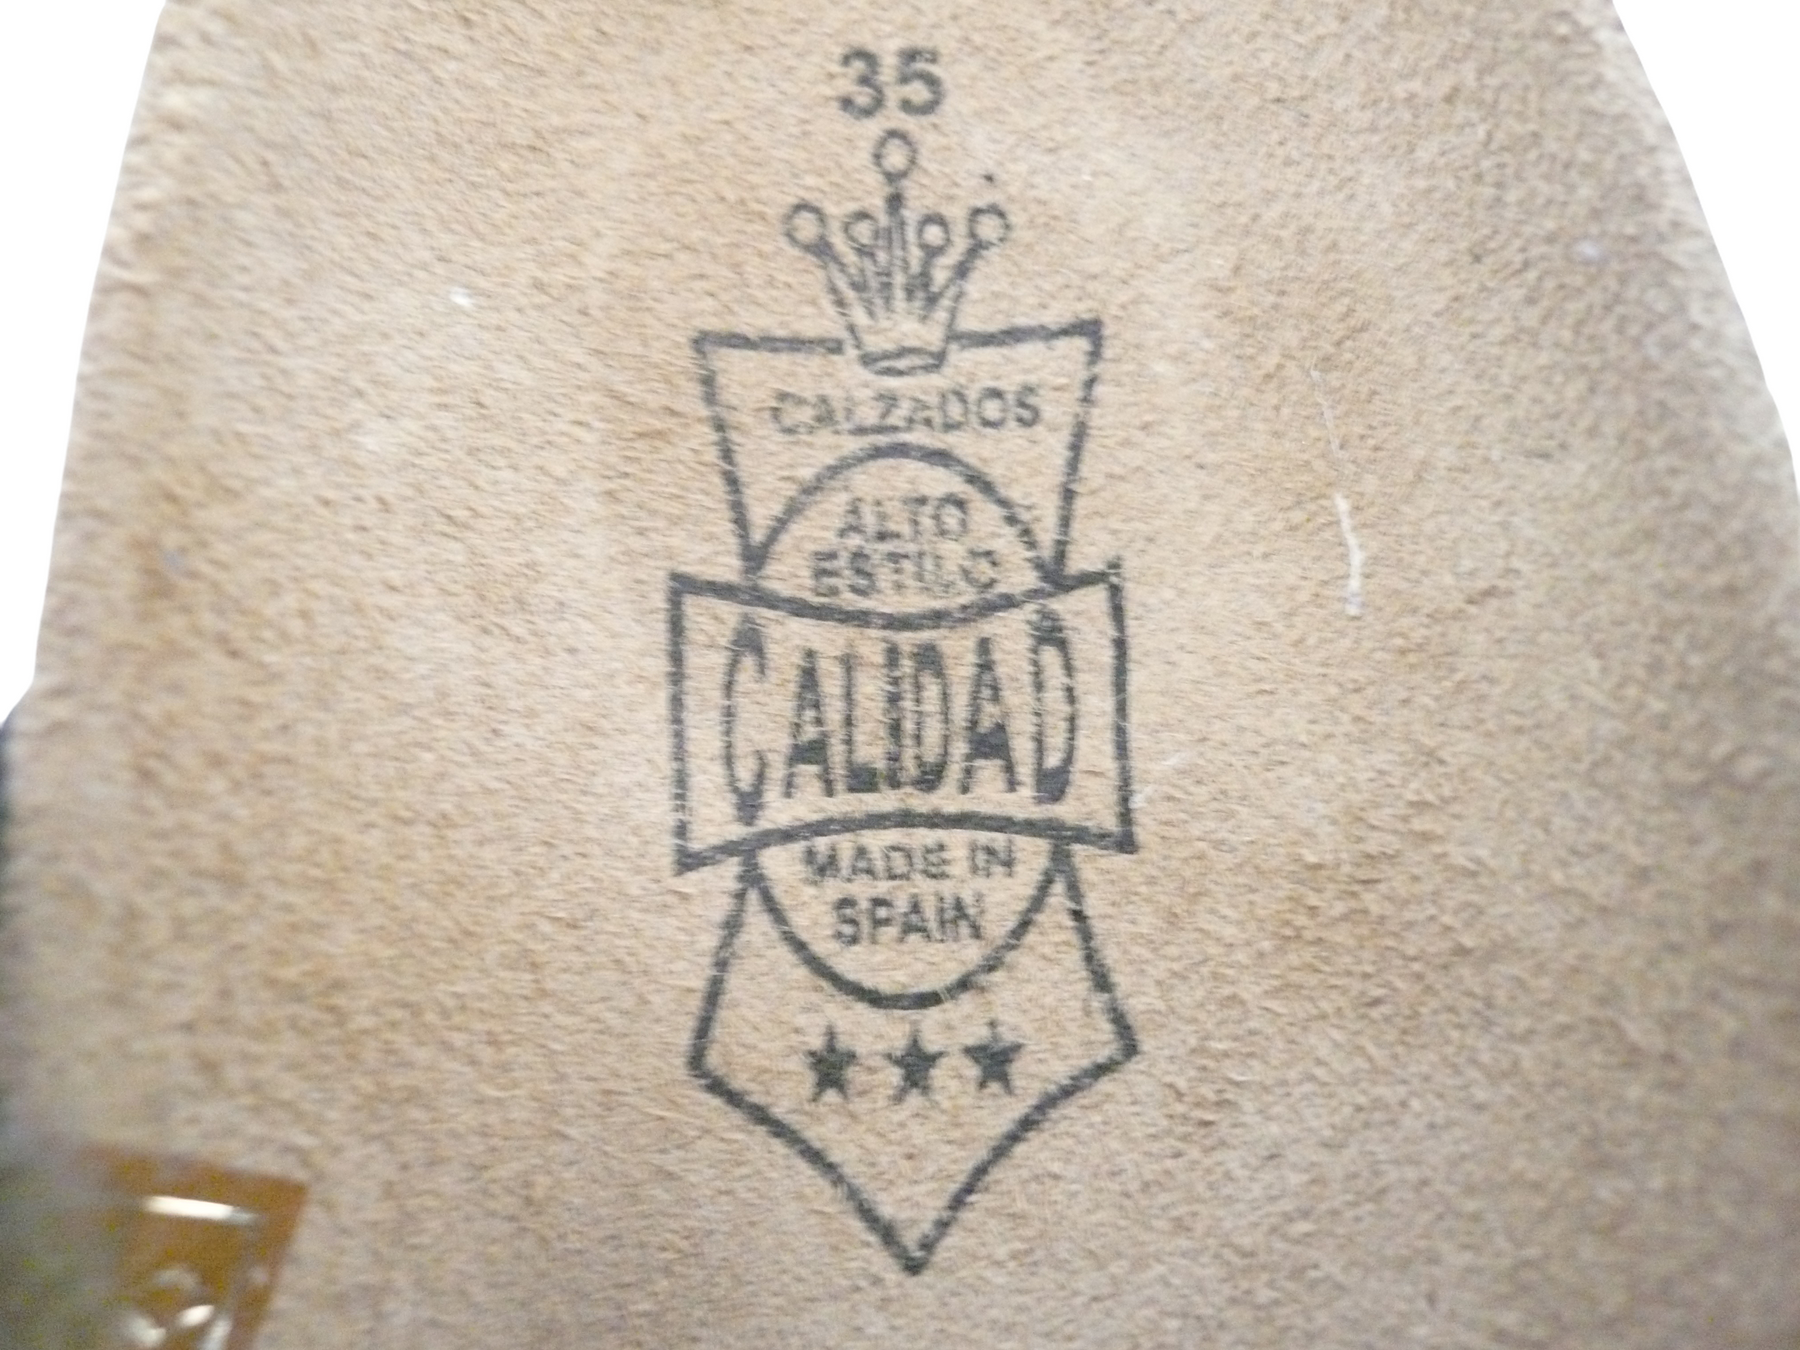 35
CALZADOS
ALTO
ESTILO
CALIDAD
MADE IN
SPAIN